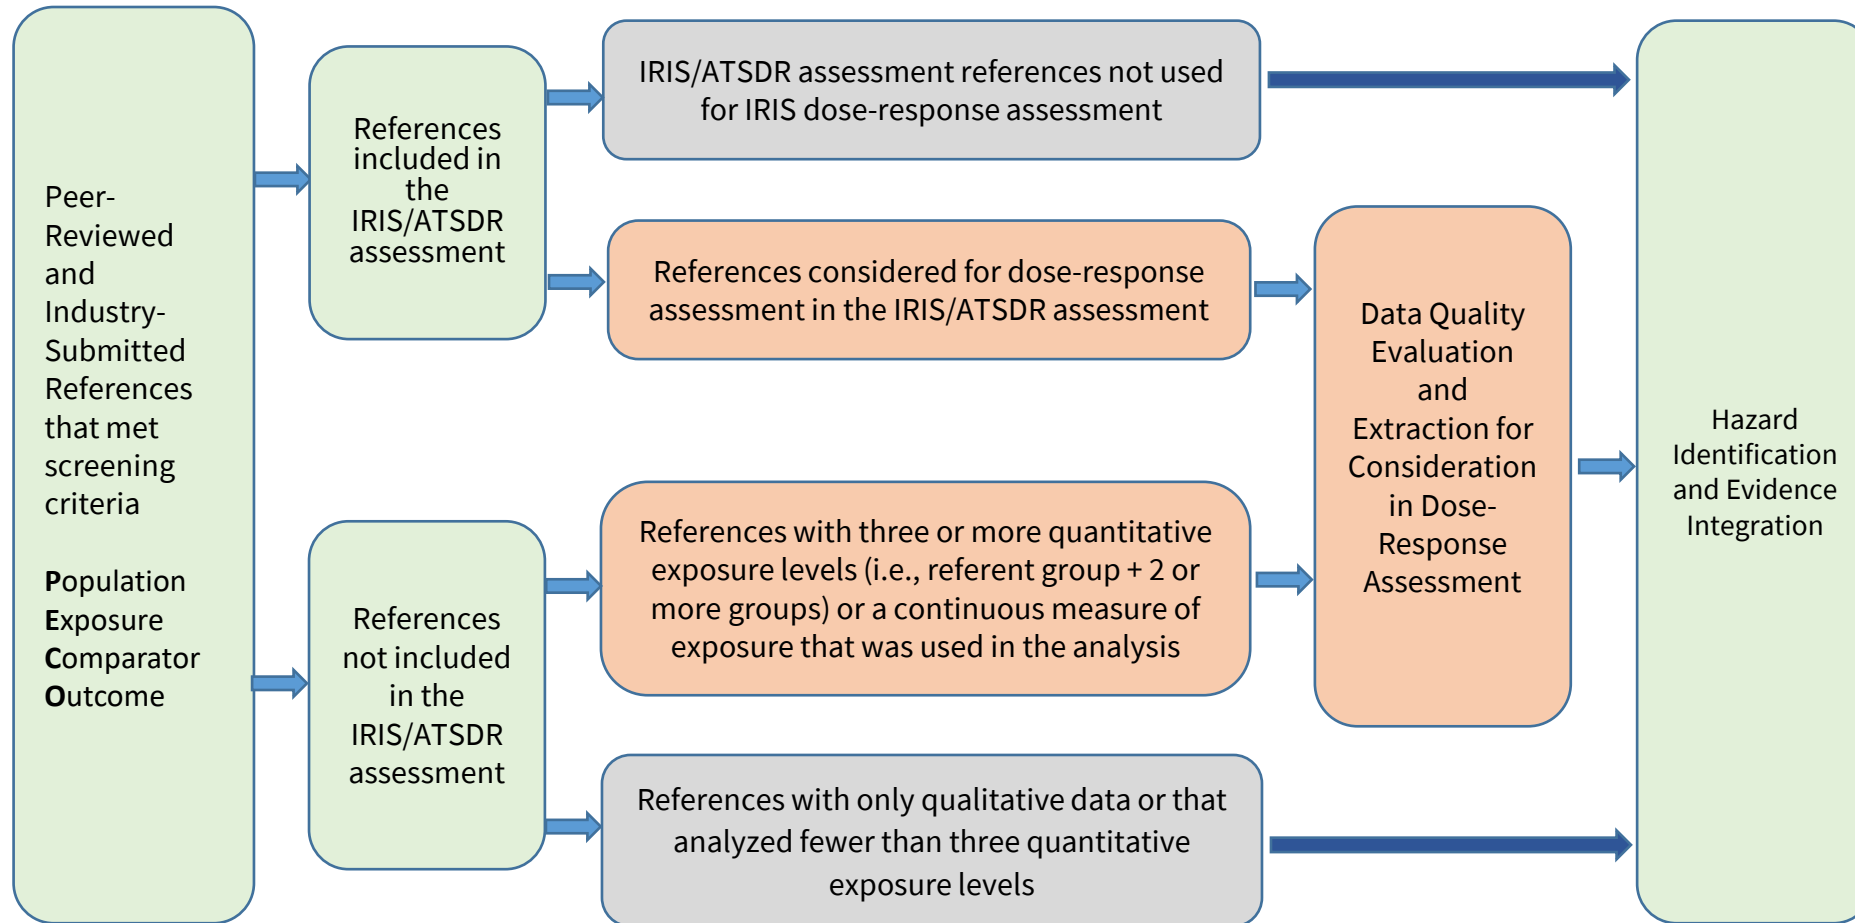 Peer-
Reviewed
and
Industry-
Submitted
References
that met
screening
criteria
Population
Exposure
Comparator
Outcome
References
included in
the
IRIS/ATSDR
assessment
References
not included
in the
IRIS/ATSDR
assessment
IRIS/ATSDR assessment references not used
for IRIS dose-response assessment
References considered for dose-response
assessment in the IRIS/ATSDR assessment
References with three or more quantitative
exposure levels (i.e., referent group + 2 or
more groups) or a continuous measure of
exposure that was used in the analysis
References with only qualitative data or that
analyzed fewer than three quantitative
exposure levels
Data Quality
Evaluation
and
Extraction for
Consideration
in Dose-
Response
Assessment
Hazard
Identification
and Evidence
Integration